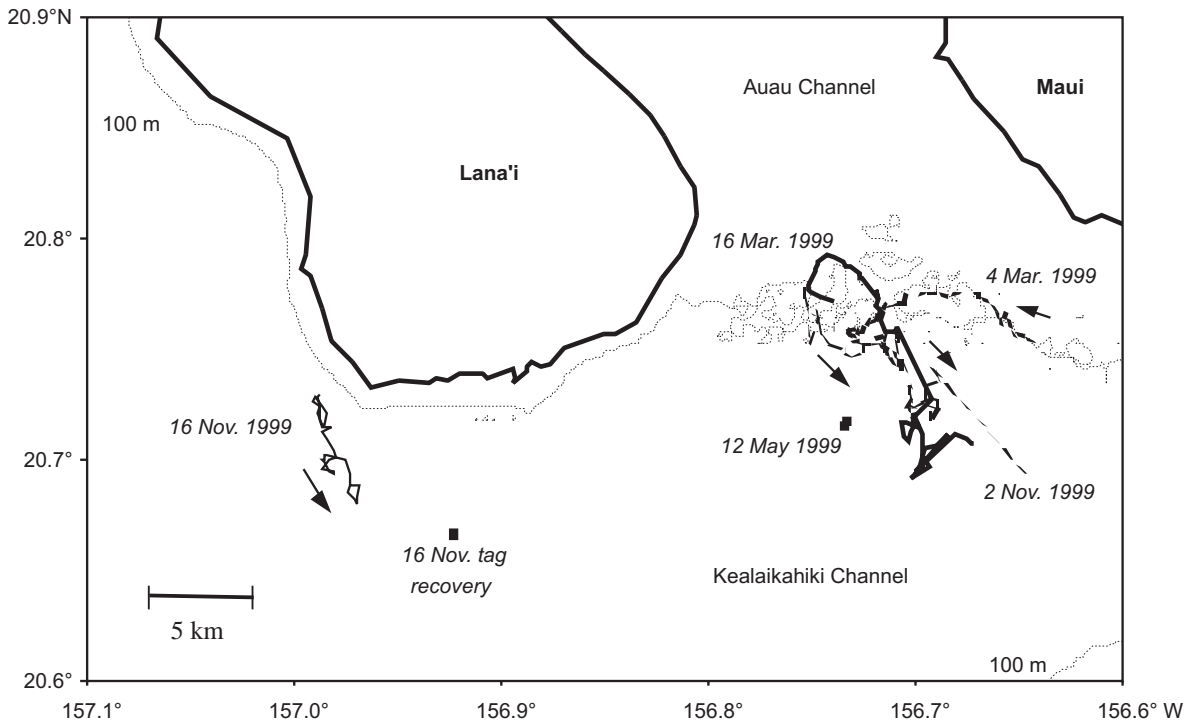 20.9°N
Auau Channel
Maui
100 m
Lana'i
20.8°
16 Mar. 1999
4 Mar. 1999
16 Nov. 1999
12 May 1999
20.7°
2 Nov. 1999
16 Nov. tag
recovery
Kealaikahiki Channel
5 km
100 m
20.6°
157.1°
157.0°
156.9°
156.8°
156.7°
156.6° W